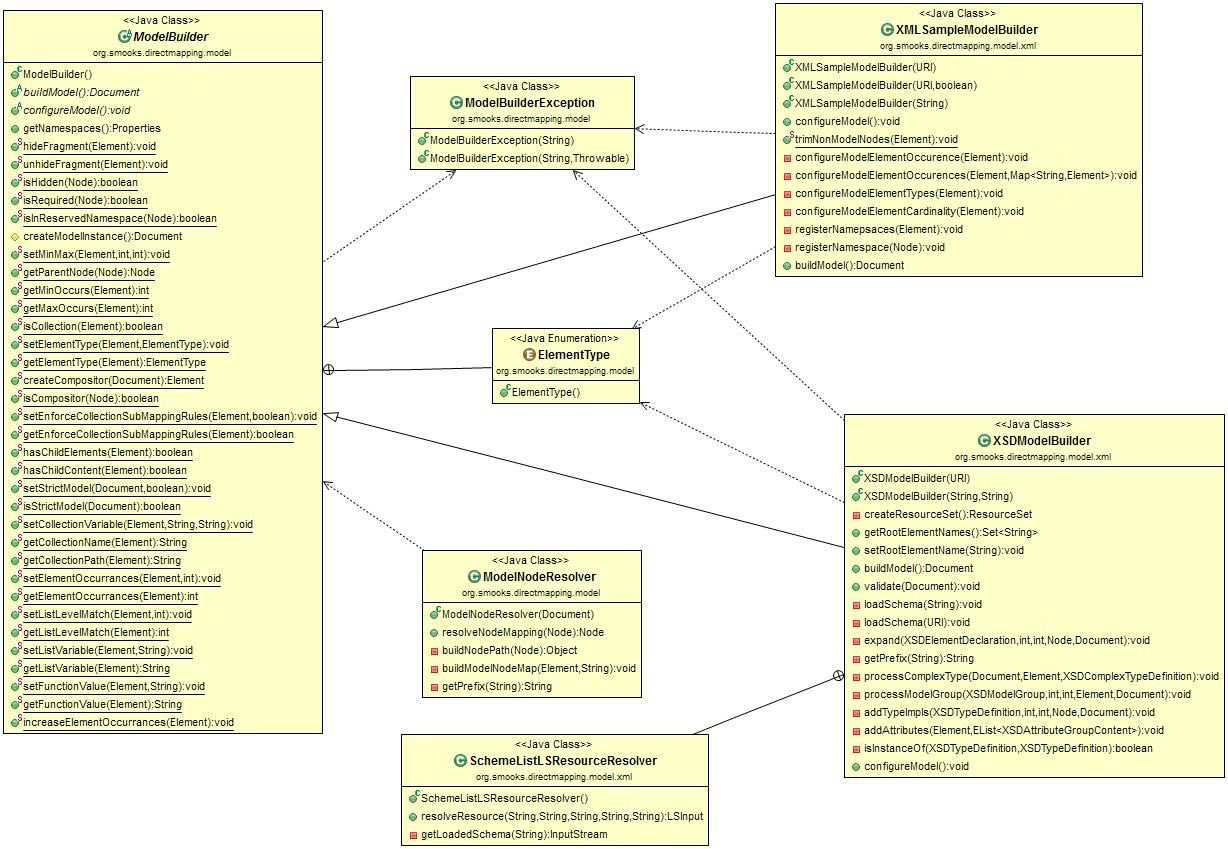 <<Java Class>>
ModelBuilder
org.smooks.directmapping.model
ModelBuilder()
buildModel():Document
configureModel():void
getNamespaces():Properties
hideFragment(Element):void
unhideFragment(Element):void
isHidden(Node):boolean
isRequired(Node):boolean
isInReservedNamespace(Node):boolean
createModelInstance():Document
setMinMax(Element,int,int):void
getParentNode(Node):Node
getMinOccurs(Element):int
getMaxOccurs(Element):int
isCollection(Element):boolean
setElementType(Element,ElementType):void
getElementType(Element):ElementType
createCompositor(Document):Element
isCompositor(Node):boolean
setEnforceCollectionSubMappingRules(Element,boolean):void
getEnforceCollectionSubMappingRules(Element):boolean
hasChildElements(Element):boolean
hasChildContent(Element):boolean
setStrictModel(Document,boolean):void
isStrictModel(Document):boolean
setCollectionVariable(Element,String,String):void
getCollectionName(Element):String
getCollectionPath(Element):String
setElementOccurrances(Element,int):void
getElementOccurrances(Element):int
setListLevelMatch(Element,int):void
getListLevelMatch(Element):int
setListVariable(Element,String):void
getListVariable(Element):String
setFunctionValue(Element,String):void
getFunctionValue(Element):String
increaseElementOccurrances(Element):void
<<Java Class>>
ModelBuilderException
org.smooks.directmapping.model
ModelBuilderException(String)
ModelBuilderException(String,Throwable)
<<Java Class>>
XMLSampleModelBuilder
org.smooks.directmapping.model.xml
XMLSampleModelBuilder(URI)
XMLSampleModelBuilder(URI,boolean)
XMLSampleModelBuilder(String)
configureModel():void
trimNonModelNodes(Element):void
configureModelElementOccurence(Element):void
configureModelElementOccurences(Element,Map<String,Element>):void
configureModelElementTypes(Element):void
configureModelElementCardinality(Element):void
registerNamepsaces(Element):void
registerNamespace(Node):void
buildModel():Document
<<Java Enumeration>>
ElementType
org.smooks.directmapping.model
ElementType()
<<Java Class>>
XSDModelBuilder
org.smooks.directmapping.model.xml
XSDModelBuilder(URI)
XSDModelBuilder(String,String)
createResourceSet():ResourceSet
getRootElementNames():Set<String>
setRootElementName(String):void
buildModel():Document
validate(Document):void
loadSchema(String):void
loadSchema(URI):void
expand(XSDElementDeclaration,int,int,Node,Document):void
getPrefix(String):String
processComplexType(Document,Element,XSDComplexTypeDefinition):void
processModelGroup(XSDModelGroup,int,int,Element,Document):void
addTypeImpls(XSDTypeDefinition,int,int,Node,Document):void
addAttributes(Element,EList<XSDAttributeGroupContent>):void
isInstanceOf(XSDTypeDefinition,XSDTypeDefinition):boolean
configureModel():void
<<Java Class>>
ModelNodeResolver
org.smooks.directmapping.model
ModelNodeResolver(Document)
resolveNodeMapping(Node):Node
buildNodePath(Node):Object
buildModelNodeMap(Element,String):void
getPrefix(String):String
<<Java Class>>
SchemeListLSResourceResolver
org.smooks.directmapping.model.xml
SchemeListLSResourceResolver()
resolveResource(String,String,String,String,String):LSInput
getLoadedSchema(String):InputStream